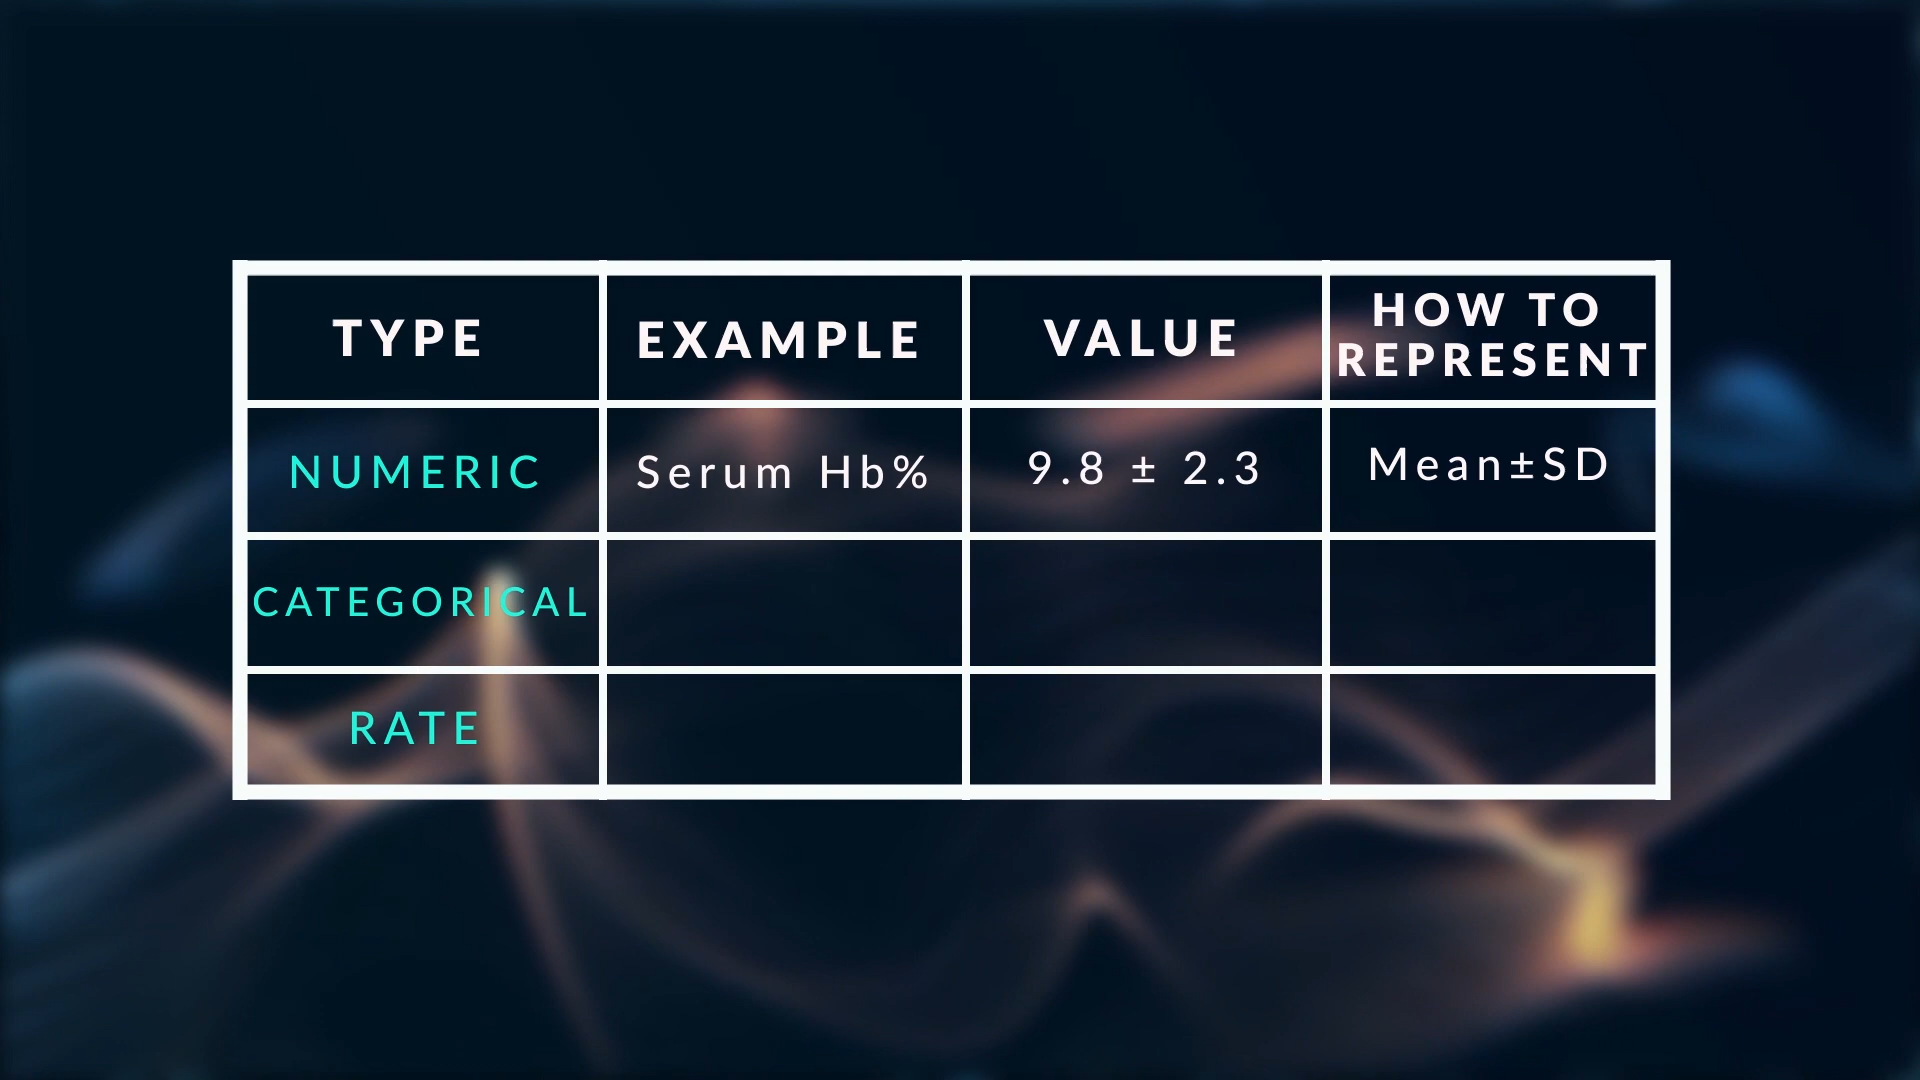 TYPE
EXAMPLE
VALUE
HOW TO
REPRESENT
NUMERIC
Serum Hb%
9.8 ± 2.3
Mean±SD
CATEGORICAL
RATE